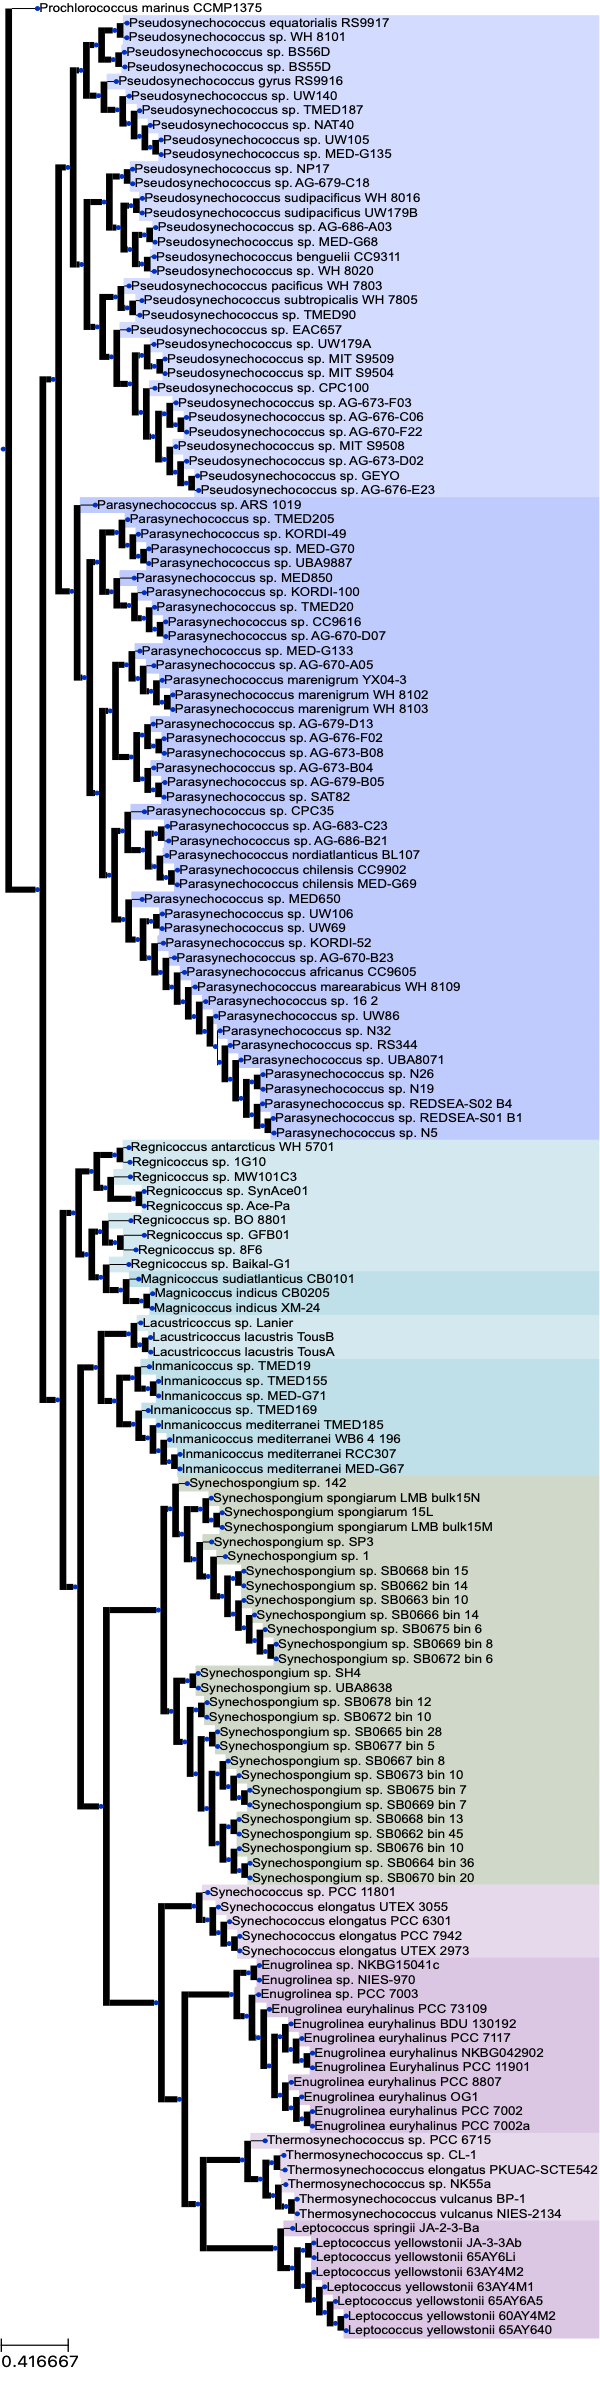 Prochlorococcus marinus CCMP1375
Pseudosynechococcus equatorialis RS9917
Pseudosynechococcus sp. WH 8101
Pseudosynechococcus sp. BS56D
Pseudosynechococcus sp. BS55D
Pseudosynechococcus gyrus RS9916
Pseudosynechococcus sp. UW140
Pseudosynechococcus sp. TMED187
Pseudosynechococcus sp. NAT40
Pseudosynechococcus sp. UW105
Pseudosynechococcus sp. MED-G135
Pseudosynechococcus sp. NP17
Pseudosynechococcus sp. AG-679-C18
Pseudosynechococcus sudipacificus WH 8016
Pseudosynechococcus sudipacificus UW179B
Pseudosynechococcus sp. AG-686-A03
Pseudosynechococcus sp. MED-G68
Pseudosynechococcus benguelii CC9311
Pseudosynechococcus sp. WH 8020
Pseudosynechococcus pacificus WH 7803
Pseudosynechococcus subtropicalis WH 7805
Pseudosynechococcus sp. TMED90
Pseudosynechococcus sp. EAC657
Pseudosynechococcus sp. UW179A
Pseudosynechococcus sp. MIT S9509
Pseudosynechococcus sp. MIT S9504
Pseudosynechococcus sp. CPC100
Pseudosynechococcus sp. AG-673-F03
Pseudosynechococcus sp. AG-676-C06
Pseudosynechococcus sp. AG-670-F22
Pseudosynechococcus sp. MIT S9508
Pseudosynechococcus sp. AG-673-D02
Pseudosynechococcus sp. GEYO
Pseudosynechococcus sp. AG-676-E23
Parasynechococcus sp. ARS 1019
Parasynechococcus sp. TMED205
Parasynechococcus sp. KORDI-49
Parasynechococcus sp. MED-G70
Parasynechococcus sp. UBA9887
Parasynechococcus sp. MED850
Parasynechococcus sp. KORDI-100
Parasynechococcus sp. TMED20
Parasynechococcus sp. CC9616
Parasynechococcus sp. AG-670-D07
Parasynechococcus sp. MED-G133
Parasynechococcus sp. AG-670-A05
Parasynechococcus marenigrum YX04-3
Parasynechococcus marenigrum WH 8102
Parasynechococcus marenigrum WH 8103
Parasynechococcus sp. AG-679-D13
Parasynechococcus sp. AG-676-F02
Parasynechococcus sp. AG-673-B08
Parasynechococcus sp. AG-673-B04
Parasynechococcus sp. AG-679-B05
Parasynechococcus sp. SAT82
Parasynechococcus sp. CPC35
Parasynechococcus sp. AG-683-C23
Parasynechococcus sp. AG-686-B21
Parasynechococcus nordiatlanticus BL107
Parasynechococcus chilensis CC9902
Parasynechococcus chilensis MED-G69
Parasynechococcus sp. MED650
Parasynechococcus sp. UW106
Parasynechococcus sp. UW69
Parasynechococcus sp. KORDI-52
Parasynechococcus sp. AG-670-B23
Parasynechococcus africanus CC9605
Parasynechococcus marearabicus WH 8109
Parasynechococcus sp. 16 2
Parasynechococcus sp. UW86
Parasynechococcus sp. N32
Parasynechococcus sp. RS344
Parasynechococcus sp. UBA8071
Parasynechococcus sp. N26
Parasynechococcus sp. N19
Parasynechococcus sp. REDSEA-S02 B4
Parasynechococcus sp. REDSEA-S01 B1
Parasynechococcus sp. N5
Regnicoccus antarcticus WH 5701
Regnicoccus sp. 1G10
Regnicoccus sp. MW101C3
Regnicoccus sp. SynAce01
Regnicoccus sp. Ace-Pa
Regnicoccus sp. BO 8801
Regnicoccus sp. GFB01
Regnicoccus sp. 8F6
Regnicoccus sp. Baikal-G1
Magnicoccus sudiatlanticus CB0101
Magnicoccus indicus CB0205
Magnicoccus indicus XM-24
Lacustricoccus sp. Lanier
Lacustricoccus lacustris TousB
Lacustricoccus lacustris TousA
Inmanicoccus sp. TMED19
Inmanicoccus sp. TMED155
Inmanicoccus sp. MED-G71
Inmanicoccus sp. TMED169
Inmanicoccus mediterranei TMED185
Inmanicoccus mediterranei WB6 4 196
Inmanicoccus mediterranei RCC307
Inmanicoccus mediterranei MED-G67
Synechospongium sp. 142
Synechospongium spongiarum LMB bulk15N
Synechospongium spongiarum 15L
Synechospongium spongiarum LMB bulk15M
Synechospongium sp. SP3
Synechospongium sp. 1
Synechospongium sp. SB0668 bin 15
Synechospongium sp. SB0662 bin 14
Synechospongium sp. SB0663 bin 10
Synechospongium sp. SB0666 bin 14
Synechospongium sp. SB0675 bin 6
Synechospongium sp. SB0669 bin 8
Synechospongium sp. SB0672 bin 6
Synechospongium sp. SH4
Synechospongium sp. UBA8638
Synechospongium sp. SB0678 bin 12
Synechospongium sp. SB0672 bin 10
Synechospongium sp. SB0665 bin 28
Synechospongium sp. SB0677 bin 5
Synechospongium sp. SB0667 bin 8
Synechospongium sp. SB0673 bin 10
Synechospongium sp. SB0675 bin 7
Synechospongium sp. SB0669 bin 7
Synechospongium sp. SB0668 bin 13
Synechospongium sp. SB0662 bin 45
Synechospongium sp. SB0676 bin 10
Synechospongium sp. SB0664 bin 36
Synechospongium sp. SB0670 bin 20
Synechococcus sp. PCC 11801
Synechococcus elongatus UTEX 3055
Synechococcus elongatus PCC 6301
Synechococcus elongatus PCC 7942
Synechococcus elongatus UTEX 2973
Enugrolinea sp. NKBG15041c
Enugrolinea sp. NIES-970
Enugrolinea sp. PCC 7003
Enugrolinea euryhalinus PCC 73109
Enugrolinea euryhalinus BDU 130192
Enugrolinea euryhalinus PCC 7117
Enugrolinea euryhalinus NKBG042902
Enugrolinea Euryhalinus PCC 11901
Enugrolinea euryhalinus PCC 8807
Enugrolinea euryhalinus OG1
Enugrolinea euryhalinus PCC 7002
Enugrolinea euryhalinus PCC 7002a
Thermosynechococcus sp. PCC 6715
Thermosynechococcus sp. CL-1
Thermosynechococcus elongatus PKUAC-SCTE542
Thermosynechococcus sp. NK55a
Thermosynechococcus vulcanus BP-1
Thermosynechococcus vulcanus NIES-2134
Leptococcus springii JA-2-3-Ba
Leptococcus yellowstonii JA-3-3Ab
Leptococcus yellowstonii 65AY6Li
Leptococcus yellowstonii 63AY4M2
Leptococcus yellowstonii 63AY4M1
Leptococcus yellowstonii 65AY6A5
Leptococcus yellowstonii 60AY4M2
Leptococcus yellowstonii 65AY640
0.416667